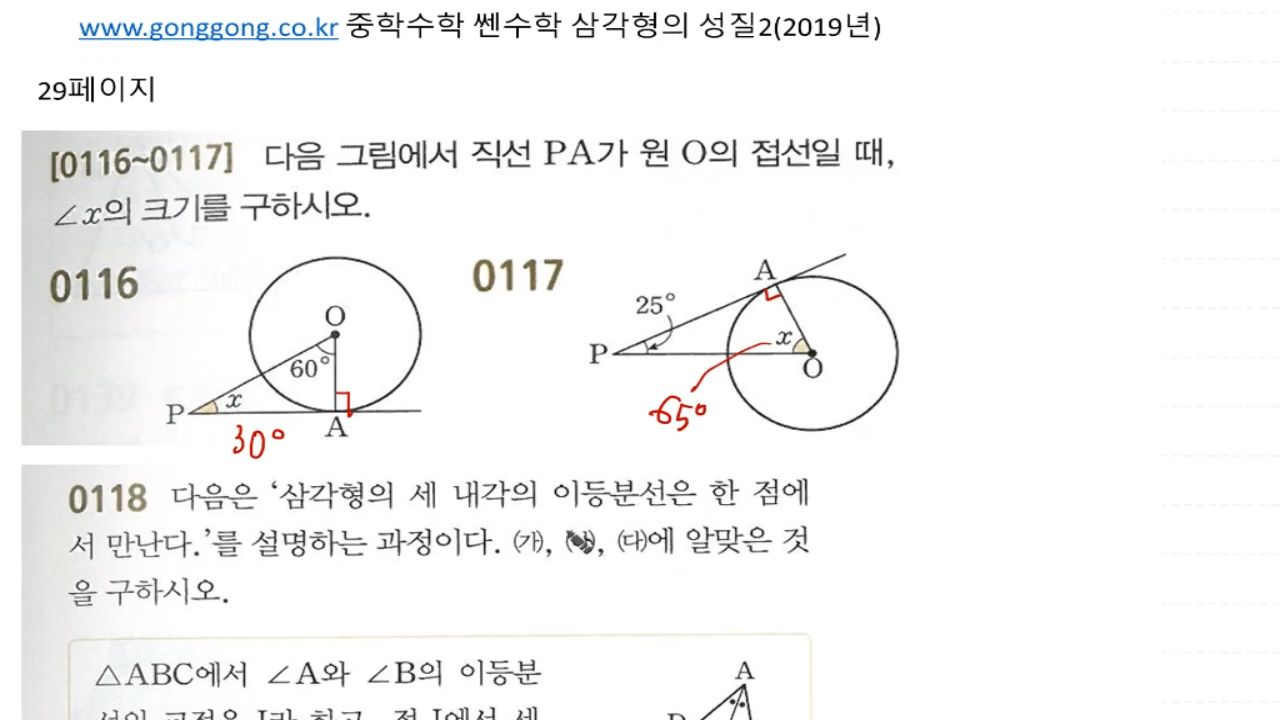 www.gonggong.co.kr 중학수학 쎈수학 삼각형의 성질2(2019년)
29페이지
[0116~0117] 다음 그림에서 직선 PA가 원 O의 접선일 때,
∠x의 크기를 구하시오.
0116
O
60°
P
x
A
30°
0117
A
25°
P
x
O
65°
0118 다음은 ‘삼각형의 세 내각의 이등분선은 한 점에
서 만난다.’를 설명하는 과정이다. ㈎, ㈏, ㈐에 알맞은 것
을 구하시오.
△ABC에서 ∠A와 ∠B의 이등분
A